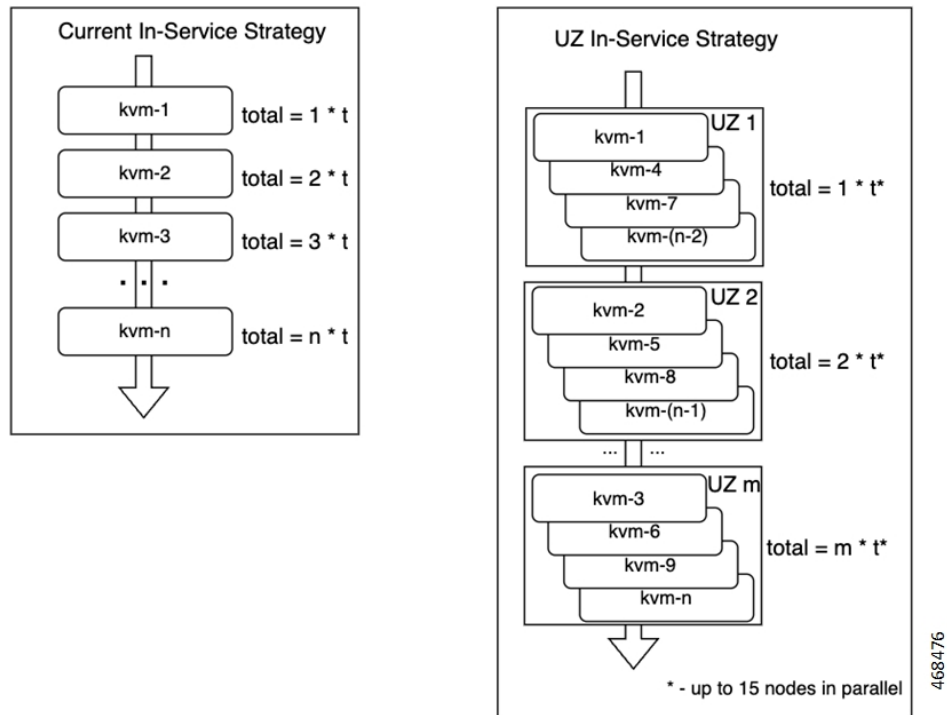 Current In-Service Strategy
kvm-1
total = 1 * t
kvm-2
total = 2 * t
kvm-3
total = 3 * t
. . .
kvm-n
total = n * t
UZ In-Service Strategy
UZ 1
kvm-1
kvm-4
kvm-7
kvm-(n-2)
total = 1 * t*
UZ 2
kvm-2
kvm-5
kvm-8
kvm-(n-1)
total = 2 * t*
... ...
UZ m
kvm-3
kvm-6
kvm-9
kvm-n
total = m * t*
* - up to 15 nodes in parallel
468476